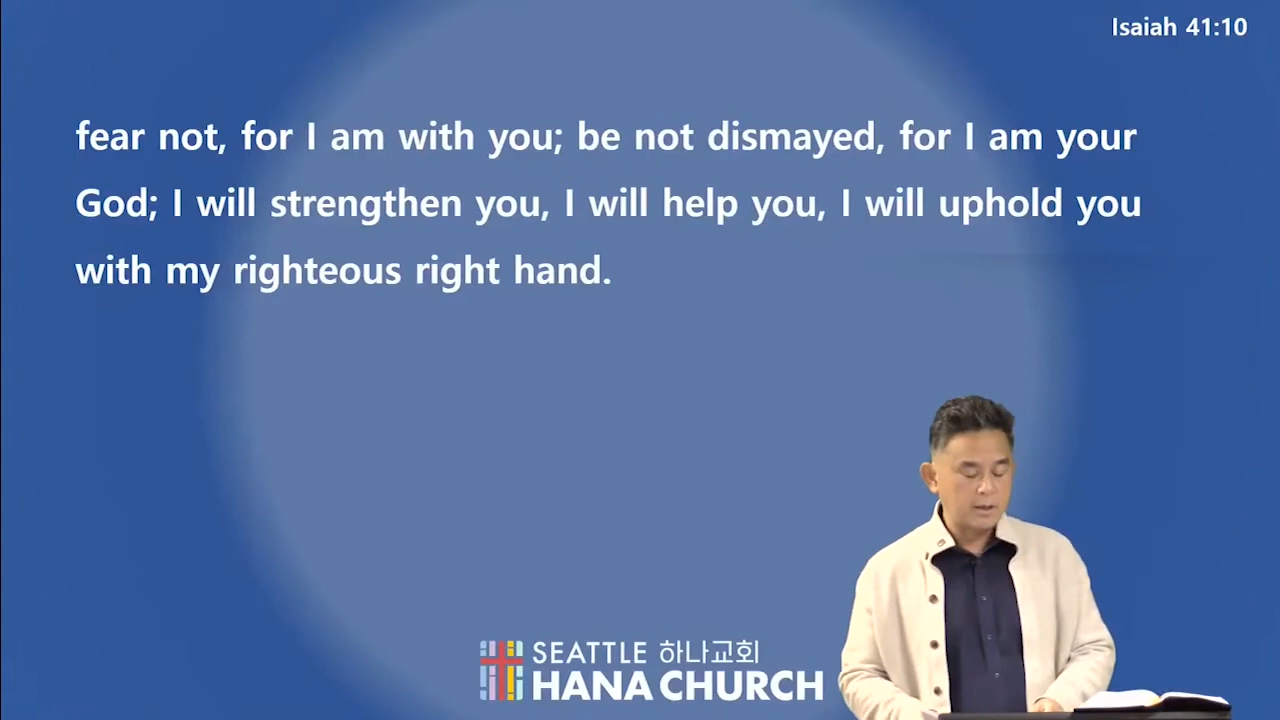 Isaiah 41:10
fear not, for I am with you; be not dismayed, for I am your
God; I will strengthen you, I will help you, I will uphold you
with my righteous right hand.
SEATTLE 하나교회
HANA CHURCH